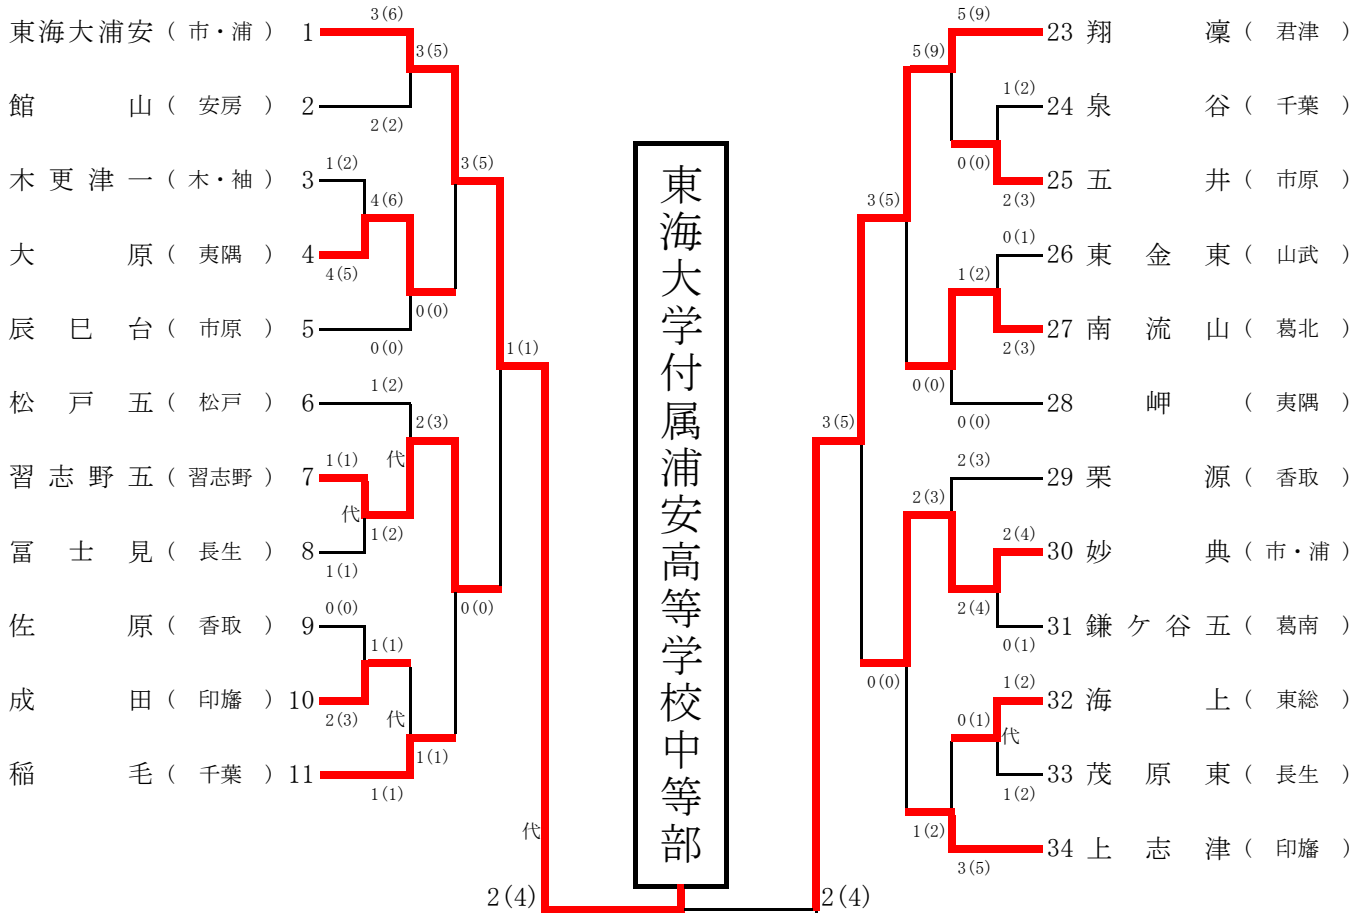 東海大浦安 ( 市・浦 ) 1
館山 ( 安房 ) 2
木更津一 ( 木・袖 ) 3
大原 ( 夷隅 ) 4
辰巳台 ( 市原 ) 5
松戸五 ( 松戸 ) 6
習志野五 ( 習志野 ) 7
冨士見 ( 長生 ) 8
佐原 ( 香取 ) 9
成田 ( 印旛 ) 10
稲毛 ( 千葉 ) 11
3(6)
2(2)
1(2)
4(5)
0(0)
1(2)
1(1)
代
1(1)
0(0)
2(3)
1(1)
3(5)
4(6)
0(0)
2(3)
代
1(2)
1(1)
代
1(1)
3(5)
0(0)
1(1)
代
2(4)
東海大学付属浦安高等学校中等部
2(4)
3(5)
3(5)
0(0)
5(9)
0(0)
2(3)
1(2)
0(0)
1(2)
2(4)
0(1)
代
5(9)
1(2)
2(3)
0(1)
2(3)
0(0)
2(3)
2(4)
0(1)
1(2)
1(2)
3(5)
23 翔凜 ( 君津 )
24 泉谷 ( 千葉 )
25 五井 ( 市原 )
26 東金東 ( 山武 )
27 南流山 ( 葛北 )
28 岬 ( 夷隅 )
29 栗源 ( 香取 )
30 妙典 ( 市・浦 )
31 鎌ケ谷五 ( 葛南 )
32 海上 ( 東総 )
33 茂原東 ( 長生 )
34 上志津 ( 印旛 )